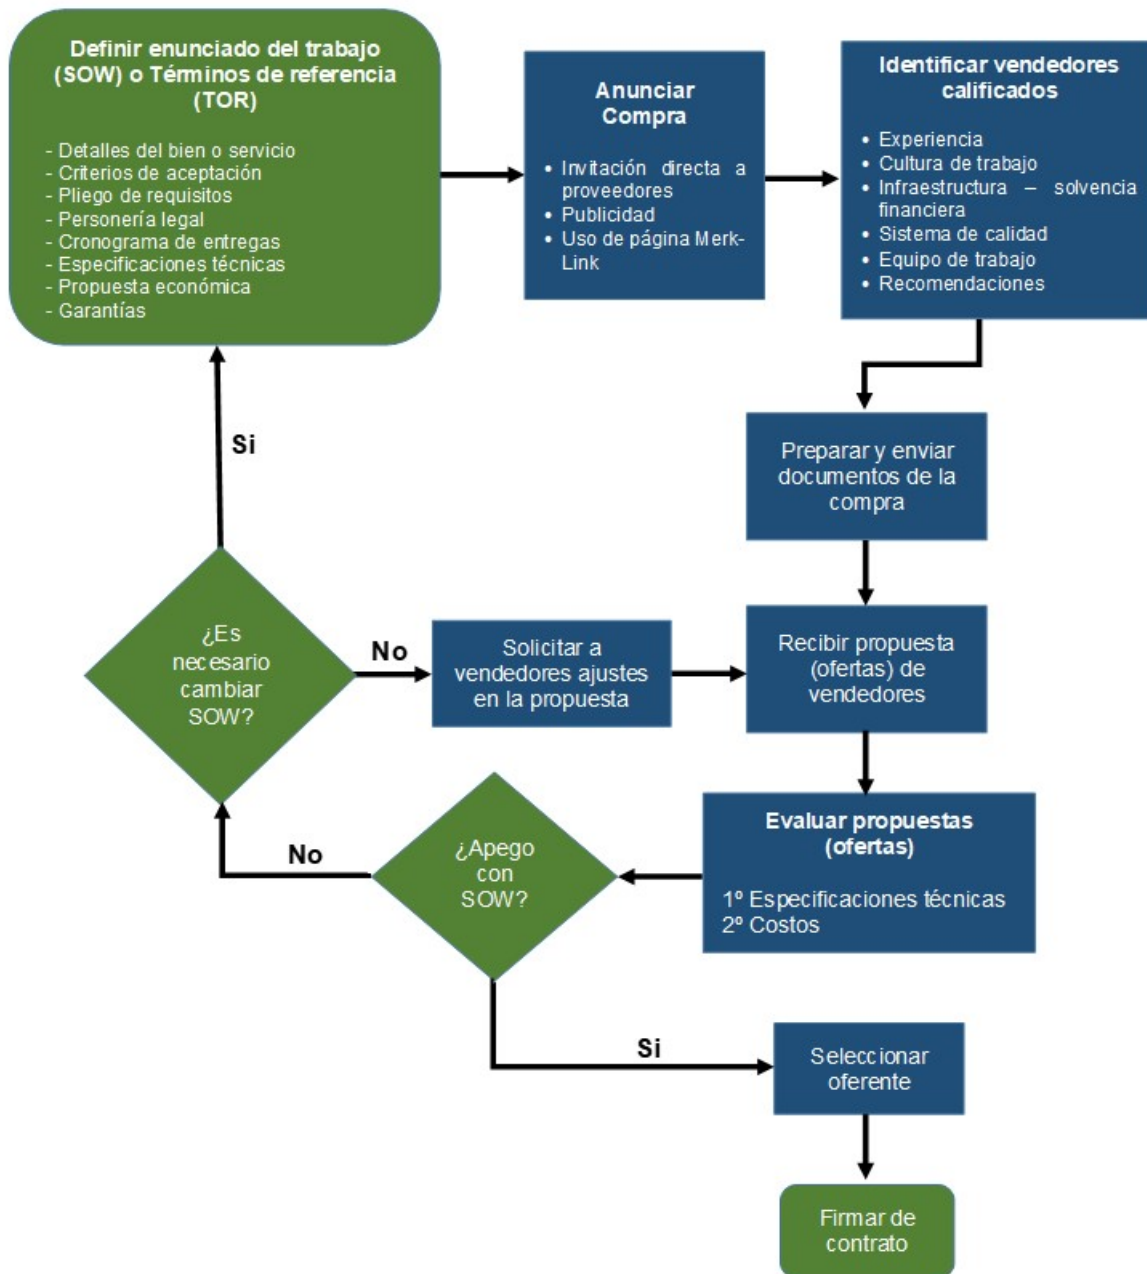 Definir enunciado del trabajo
(SOW) o Términos de referencia
(TOR)
- Detalles del bien o servicio
- Criterios de aceptación
- Pliego de requisitos
- Personería legal
- Cronograma de entregas
- Especificaciones técnicas
- Propuesta económica
- Garantías
Anunciar
Compra
• Invitación directa a
proveedores
• Publicidad
• Uso de página Merk-
Link
Identificar vendedores
calificados
• Experiencia
• Cultura de trabajo
• Infraestructura – solvencia
financiera
• Sistema de calidad
• Equipo de trabajo
• Recomendaciones
Preparar y enviar
documentos de la
compra
Si
¿Es
necesario
cambiar
SOW?
No
Solicitar a
vendedores ajustes
en la propuesta
Recibir propuesta
(ofertas) de
vendedores
Evaluar propuestas
(ofertas)
1º Especificaciones técnicas
2º Costos
¿Apego
con
SOW?
No
Si
Seleccionar
oferente
Firmar de
contrato